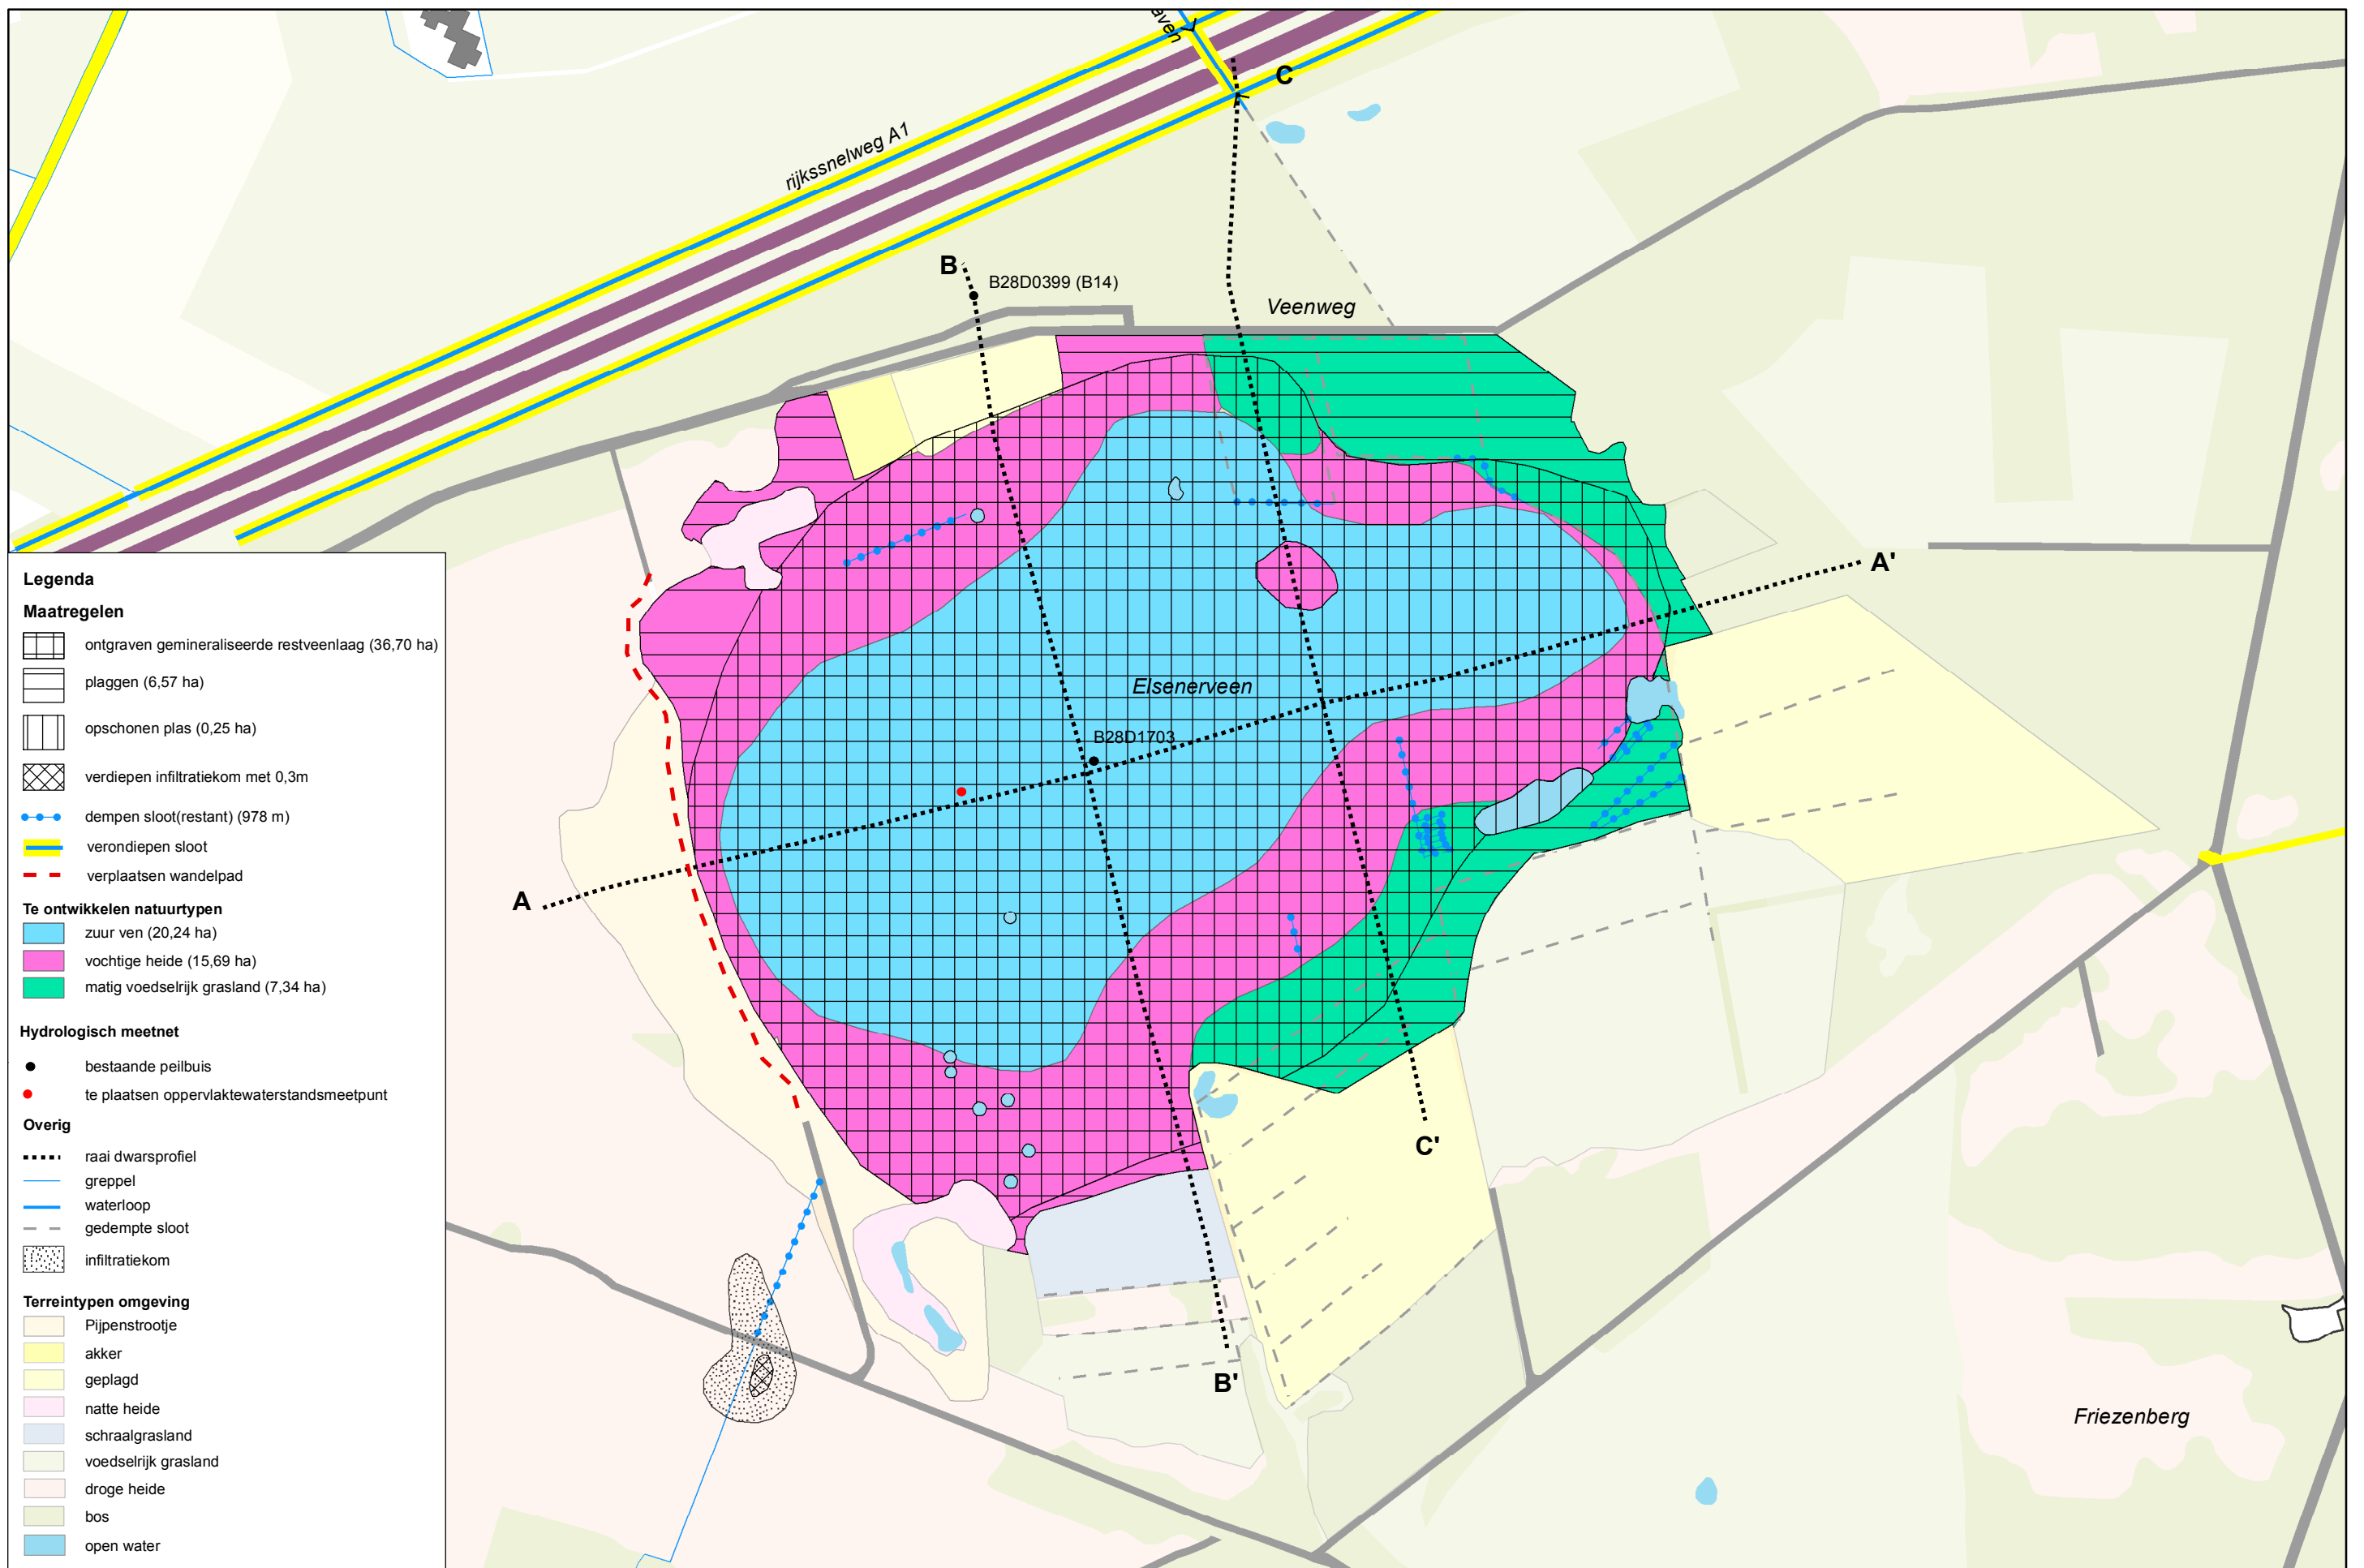 aven
C
rijkssnelweg A1
B
B28D0399 (B14)
Veenweg
A'
Elsenerveen
B28D1703
A
C'
B'
Friezenberg
Legenda
Maatregelen
ontgraven gemineraliseerde restveenlaag (36,70 ha)
plaggen (6,57 ha)
opschonen plas (0,25 ha)
verdiepen infiltratiekom met 0,3m
dempen sloot(restant) (978 m)
verondiepen sloot
verplaatsen wandelpad
Te ontwikkelen natuurtypen
zuur ven (20,24 ha)
vochtige heide (15,69 ha)
matig voedselrijk grasland (7,34 ha)
Hydrologisch meetnet
bestaande peilbuis
te plaatsen oppervlaktewaterstandsmeetpunt
Overig
raai dwarsprofiel
greppel
waterloop
gedempte sloot
infiltratiekom
Terreintypen omgeving
Pijpenstrootje
akker
geplagd
natte heide
schraalgrasland
voedselrijk grasland
droge heide
bos
open water